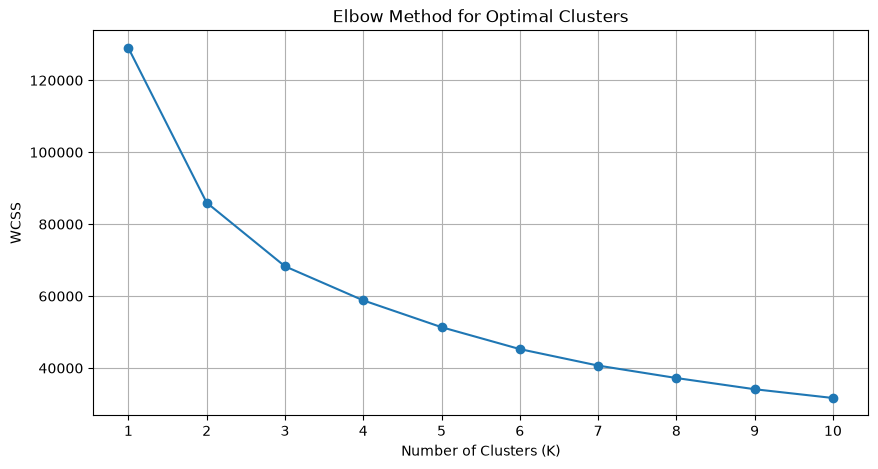 Elbow Method for Optimal Clusters
120000
100000
80000
60000
40000
WCSS
1 2 3 4 5 6 7 8 9 10
Number of Clusters (K)